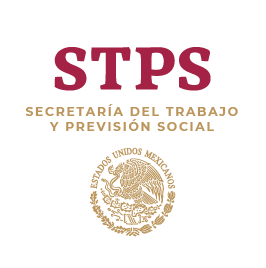 STPS
SECRETARÍA DEL TRABAJO
Y PREVISIÓN SOCIAL
ESTADOS UNIDOS MEXICANOS